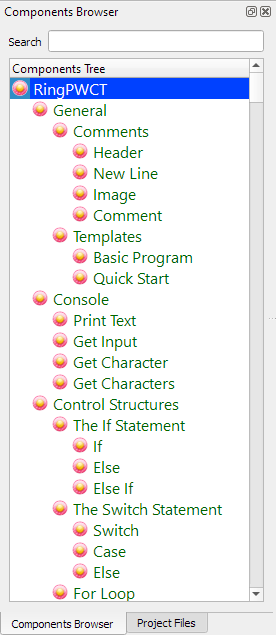 Components Browser
Search
Components Tree
RingPWCT
General
Comments
Header
New Line
Image
Comment
Templates
Basic Program
Quick Start
Console
Print Text
Get Input
Get Character
Get Characters
Control Structures
The If Statement
If
Else
Else If
The Switch Statement
Switch
Case
Else
For Loop
Components Browser Project Files